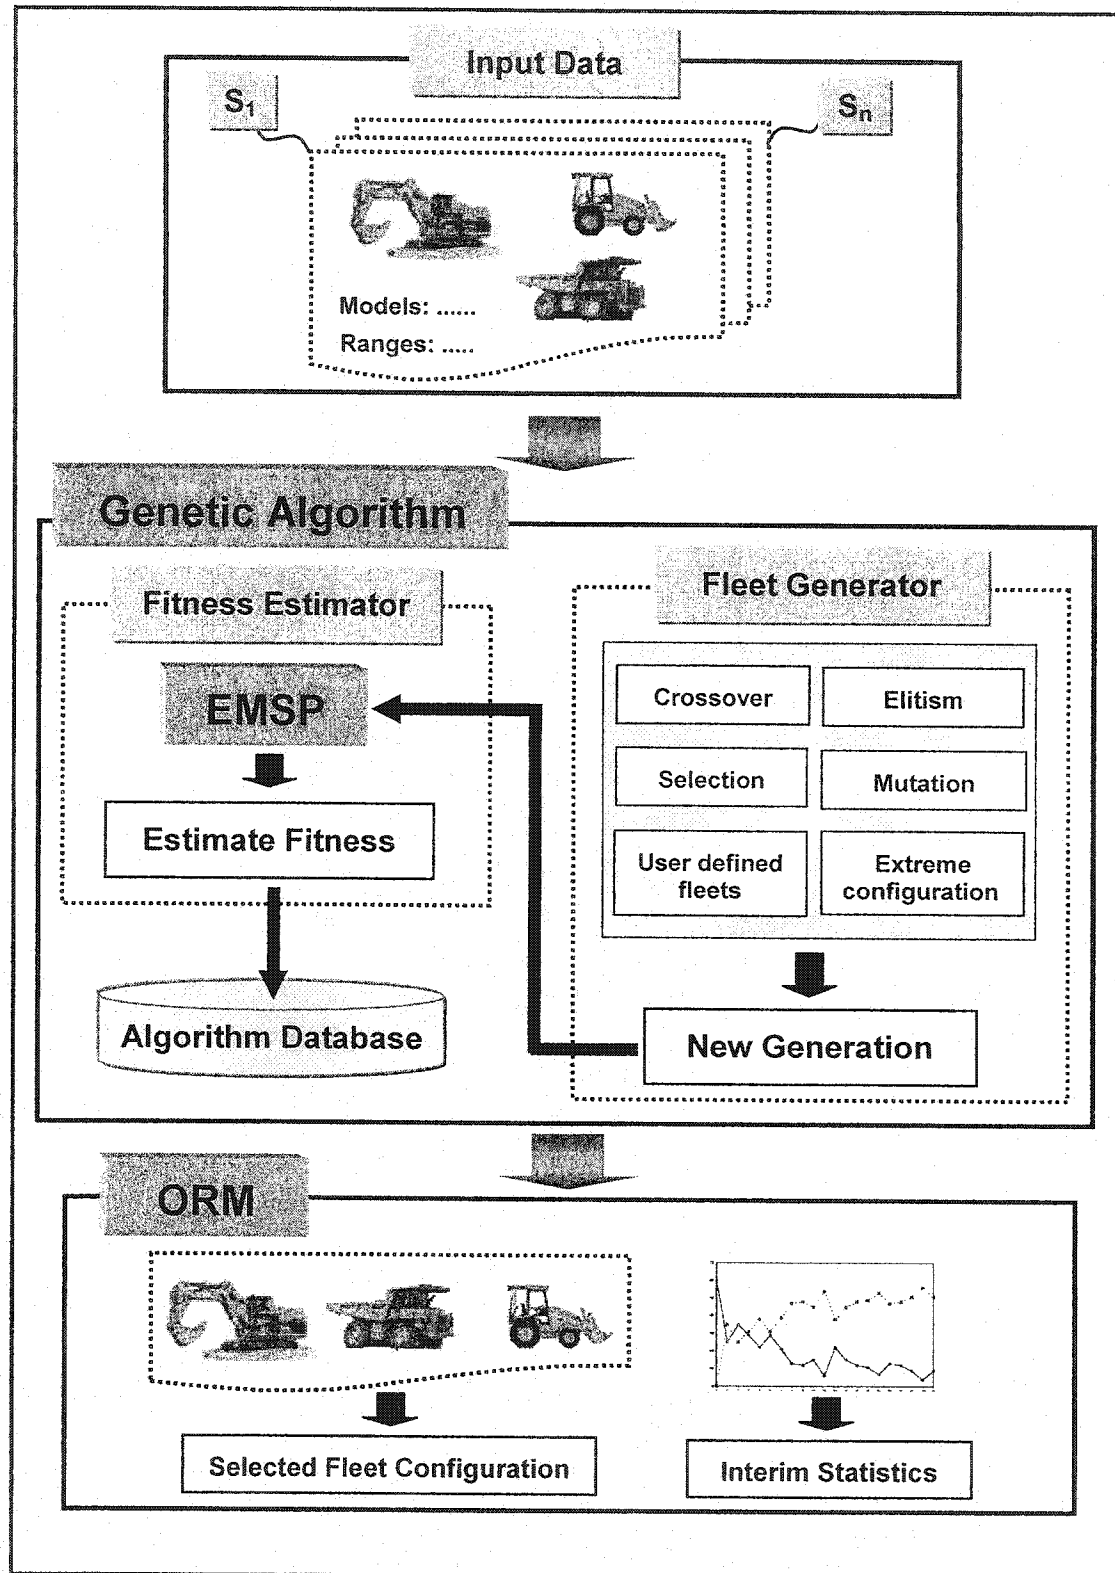 Input Data
S1
Sn
Models: ......
Ranges: .....
Genetic Algorithm
Fitness Estimator
Fleet Generator
EMSP
Crossover
Elitism
Selection
Mutation
Estimate Fitness
User defined
fleets
Extreme
configuration
Algorithm Database
New Generation
ORM
Selected Fleet Configuration
Interim Statistics